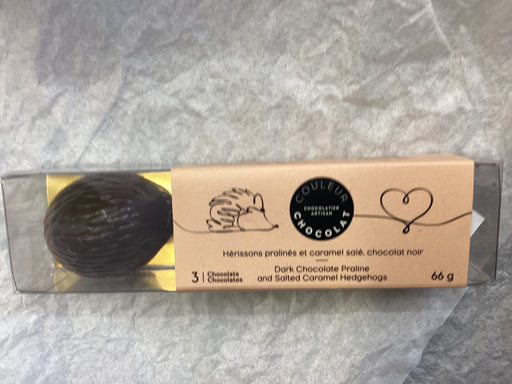 COULEUR
CHOCOLATIER
ARTISAN
CHOCOLAT
Hérissons pralinés et caramel salé, chocolat noir
3 | Chocolats
Chocolates
Dark Chocolate Praline
and Salted Caramel Hedgehogs
66 g